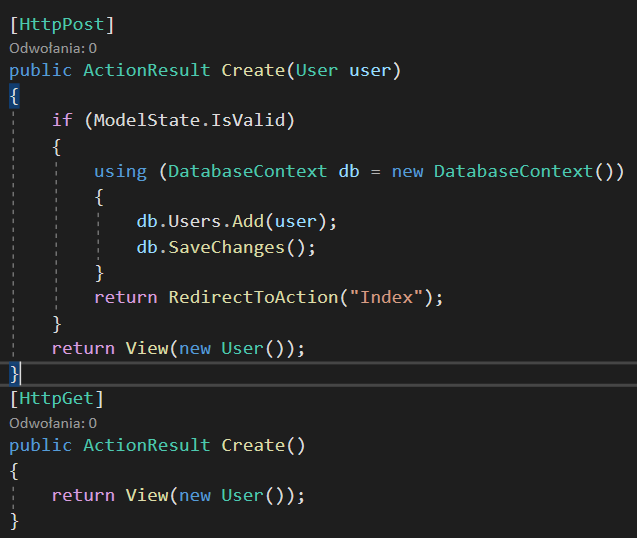 [HttpPost]
Odwołania: 0
public ActionResult Create(User user)
{
if (ModelState.IsValid)
{
using (DatabaseContext db = new DatabaseContext())
{
db.Users.Add(user);
db.SaveChanges();
}
return RedirectToAction("Index");
}
return View(new User());
}
[HttpGet]
Odwołania: 0
public ActionResult Create()
{
return View(new User());
}